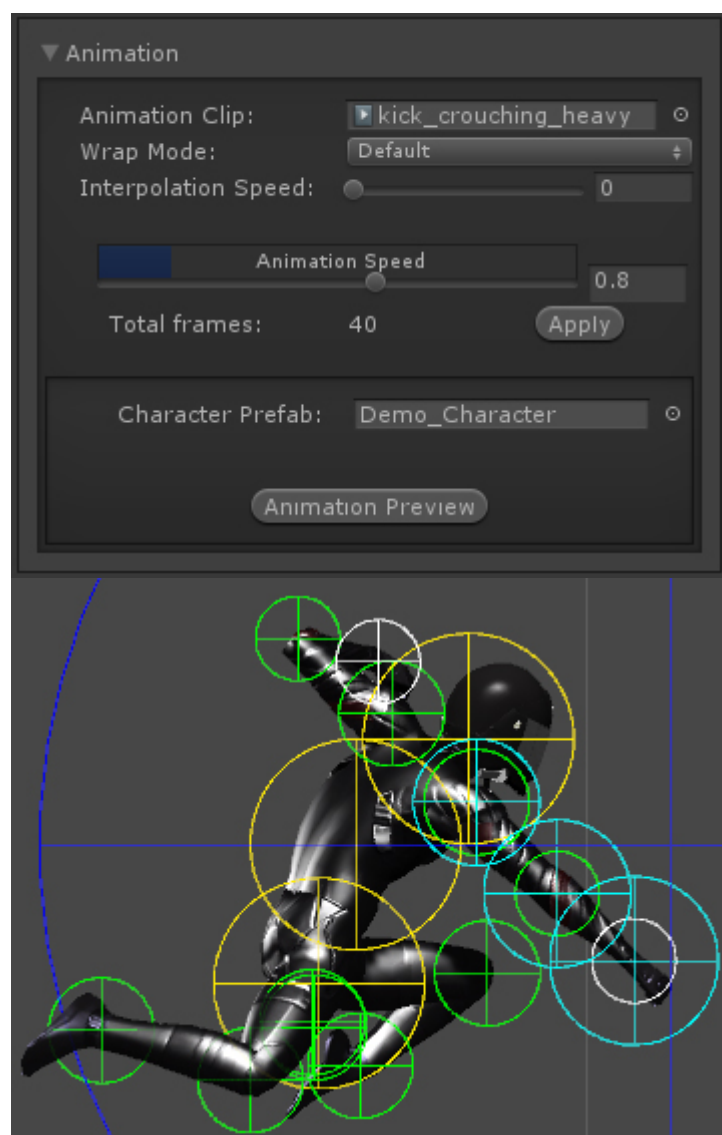 Animation
Animation Clip: kick_crouching_heavy
Wrap Mode: Default
Interpolation Speed: 0
Animation Speed
0.8
Total frames: 40 Apply
Character Prefab: Demo_Character
Animation Preview